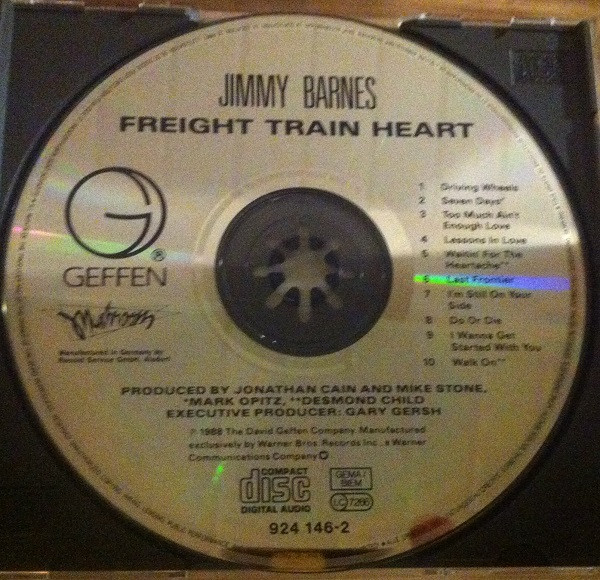 JIMMY BARNES
FREIGHT TRAIN HEART
GEFFEN
®
Manufactured in Germany by
Record Service GmbH, Alsdorf
1 Driving Wheels
2 Seven Days*
3 Too Much Ain't
Enough Love
4 Lessons In Love
5 Waitin' For The
Heartache**
6 Last Frontier
7 I'm Still On Your
Side
8 Do Or Die
9 I Wanna Get
Started With You
10 Walk On**
PRODUCED BY JONATHAN CAIN AND MIKE STONE,
*MARK OPITZ, **DESMOND CHILD
EXECUTIVE PRODUCER: GARY GERSH
℗ 1988 The David Geffen Company. Manufactured
exclusively by Warner Bros. Records Inc., a Warner
Communications Company
COMPACT
disc
DIGITAL AUDIO
GEMA/
BIEM
LC 7266
924 146-2